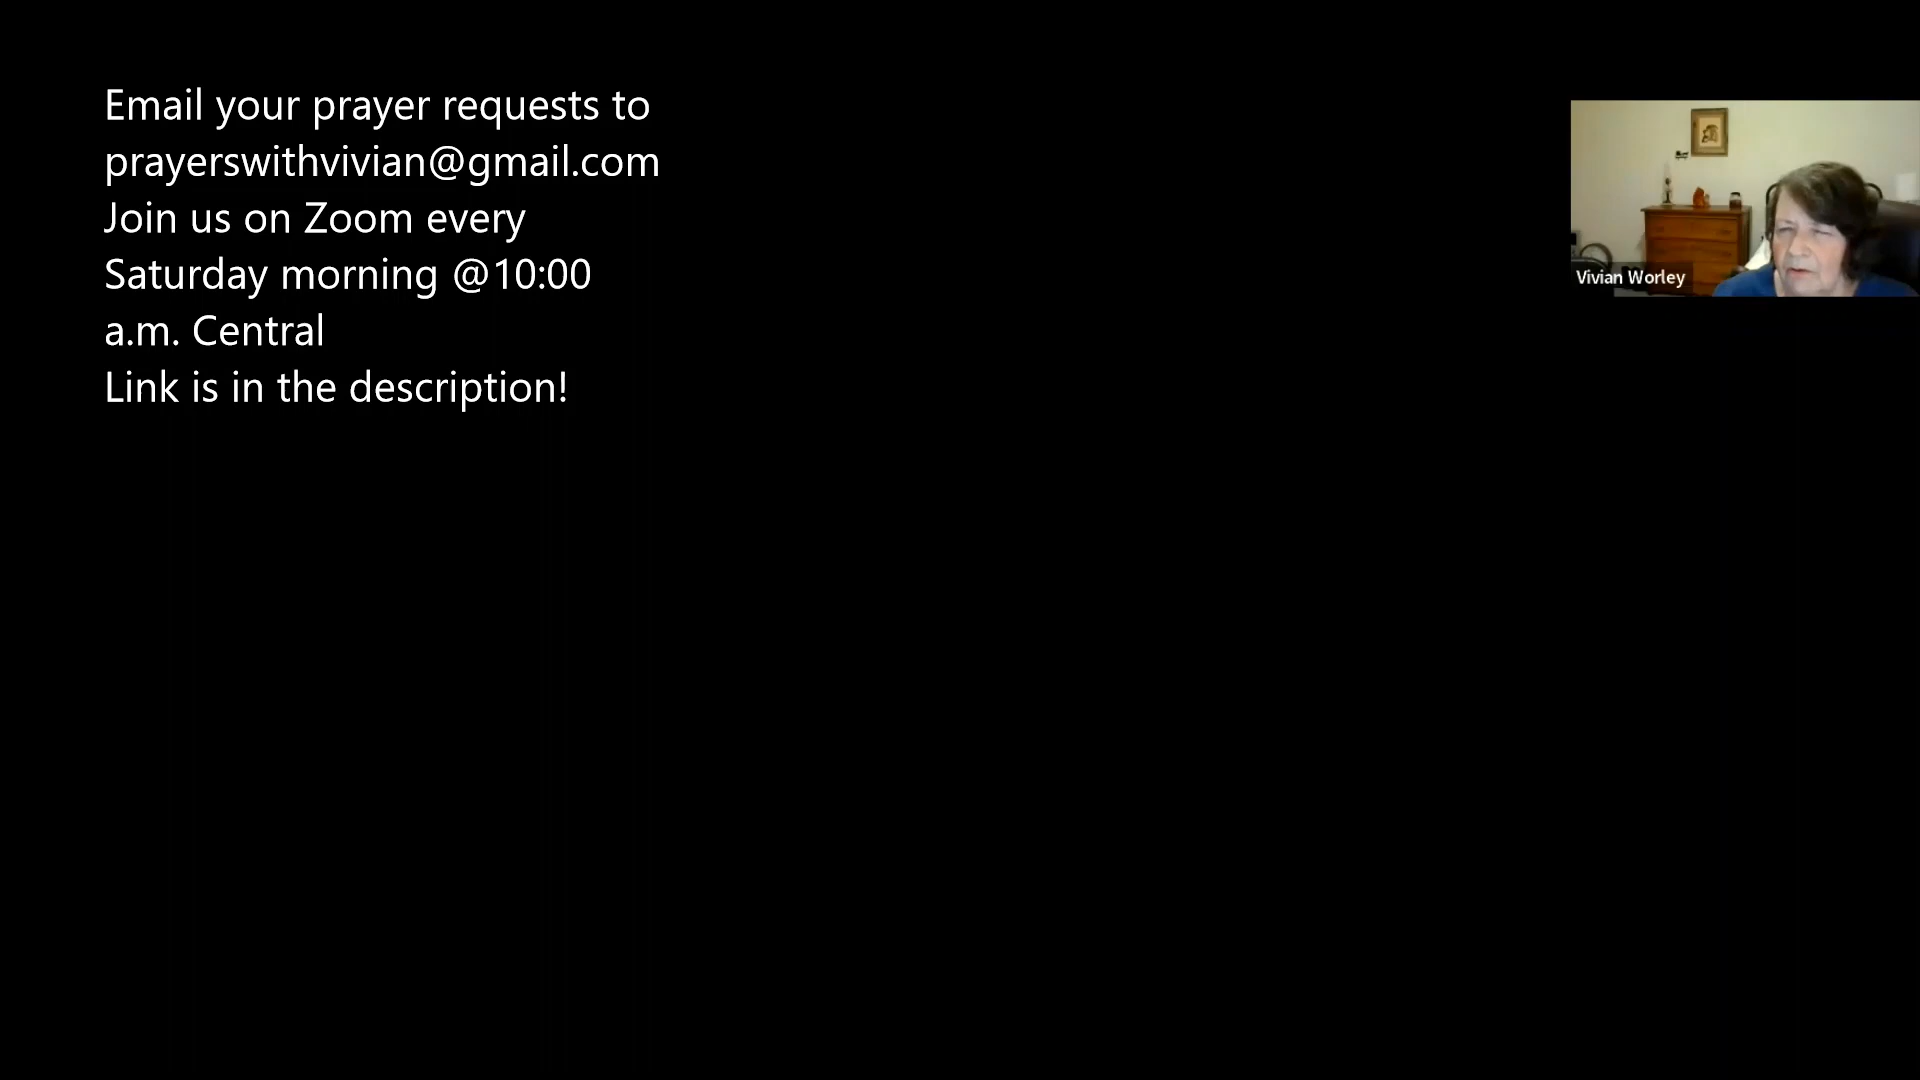 Email your prayer requests to
prayerswithvivian@gmail.com
Join us on Zoom every
Saturday morning @10:00
a.m. Central
Link is in the description!
Vivian Worley